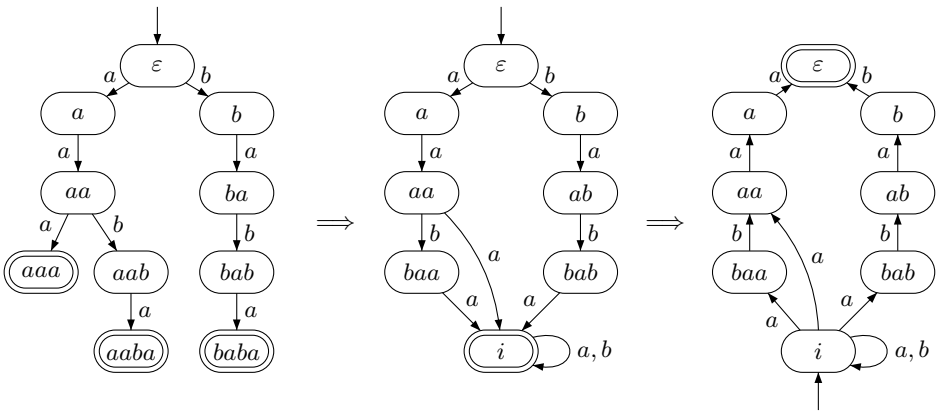 ε ε ε
a b a b a b
a b a b a b
a a a a a a
aa ba aa ab aa ab
a b b b b a b b
⟹ ⟹
aaa aab bab baa bab baa bab
a a a a a a
aaba baba i a, b i a, b